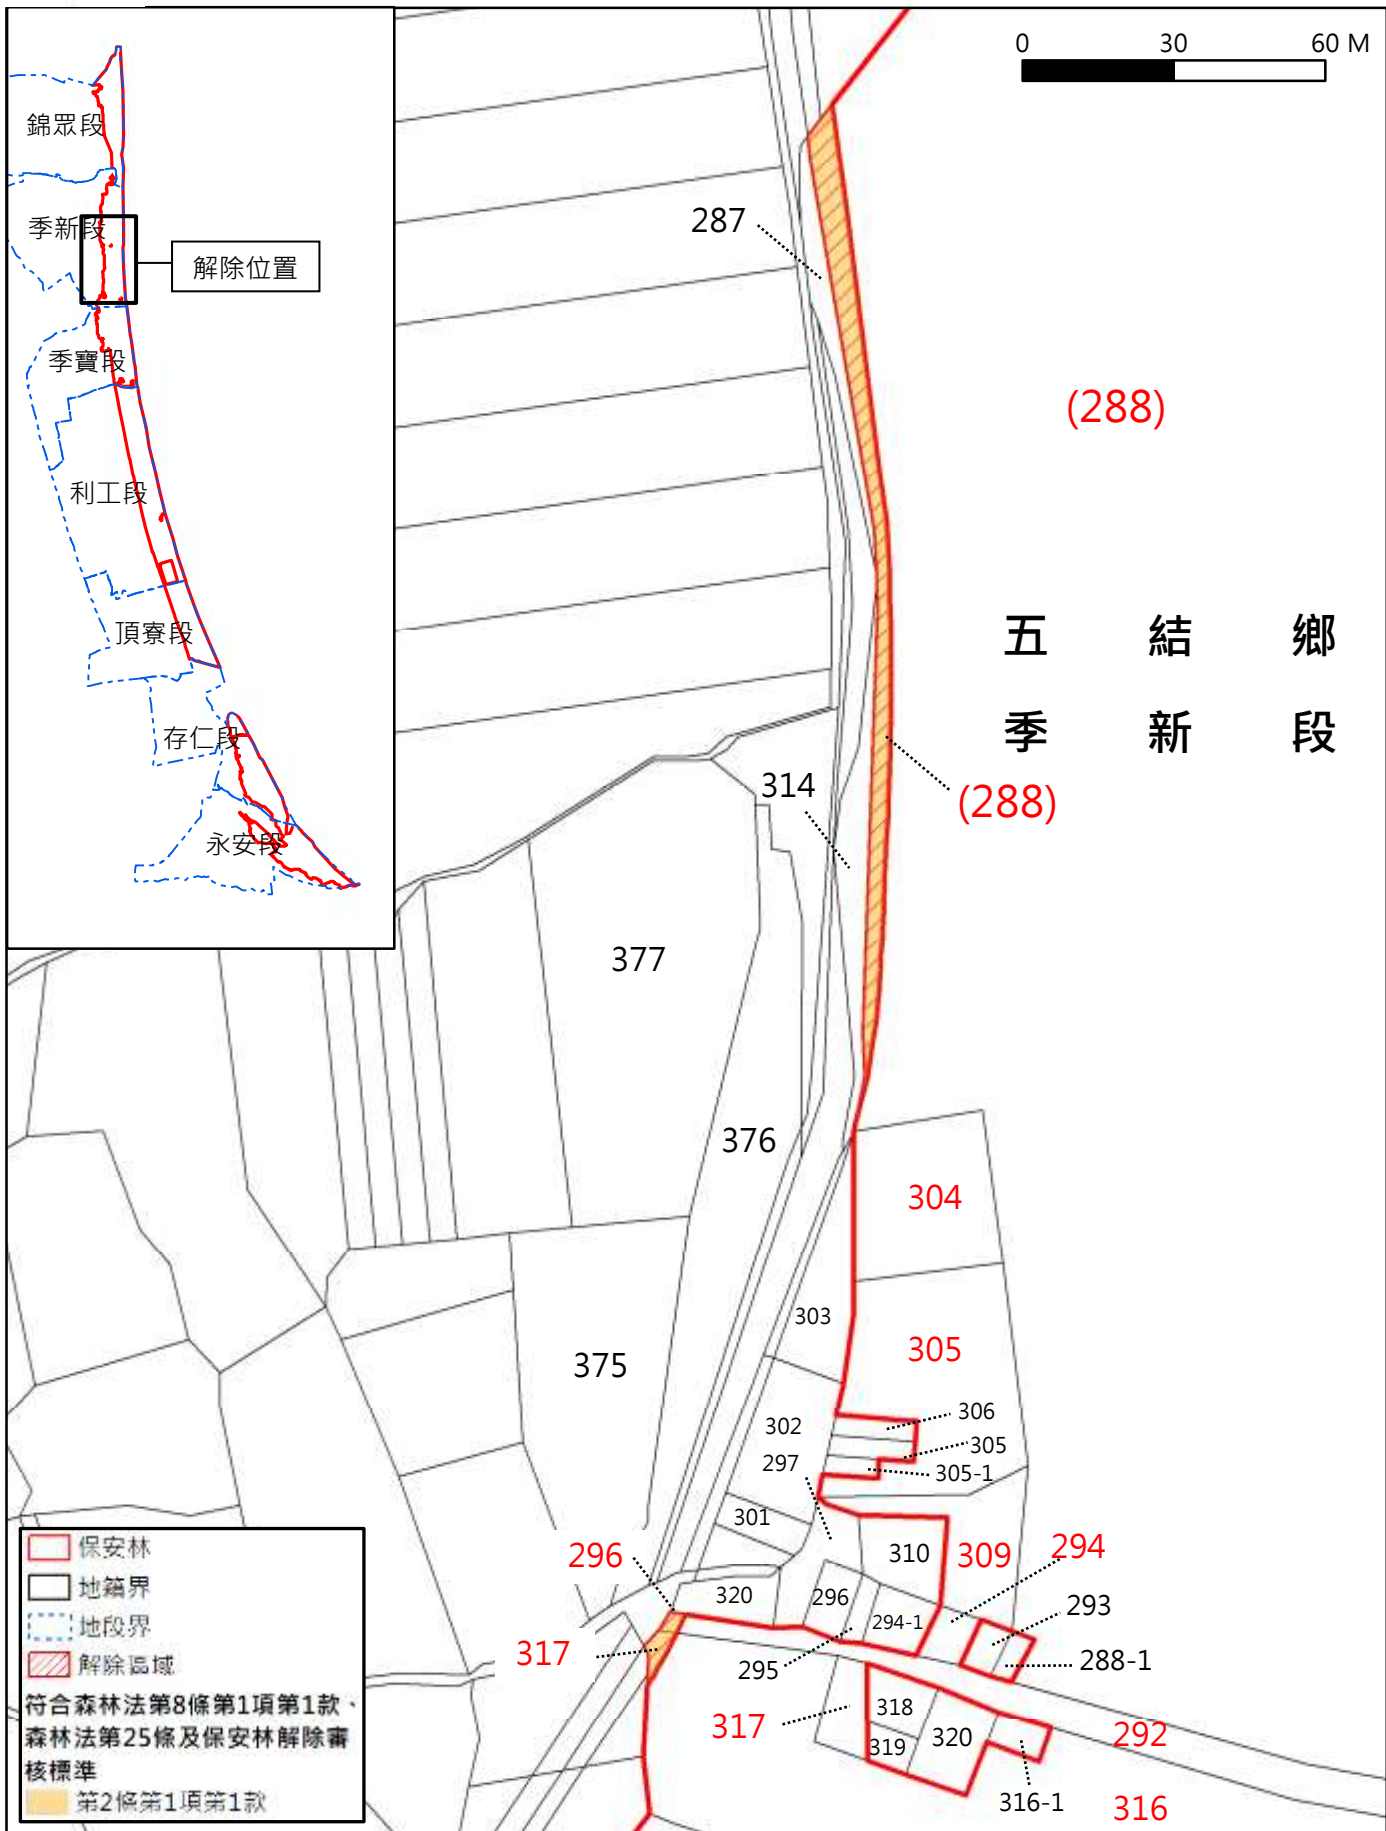 錦眾段
季新段
解除位置
季寶段
利工段
頂寮段
存仁段
永安段
0 30 60 M
287
(288)
五結鄉
季新段
314
(288)
377
376
304
303
305
375
302
306
305
297
305-1
301
310
309
294
296
320
296
294-1
293
317
295
288-1
317
318
320
292
319
316-1
316
保安林
地籍界
地段界
解除區域
符合森林法第8條第1項第1款、
森林法第25條及保安林解除審
核標準
第2條第1項第1款